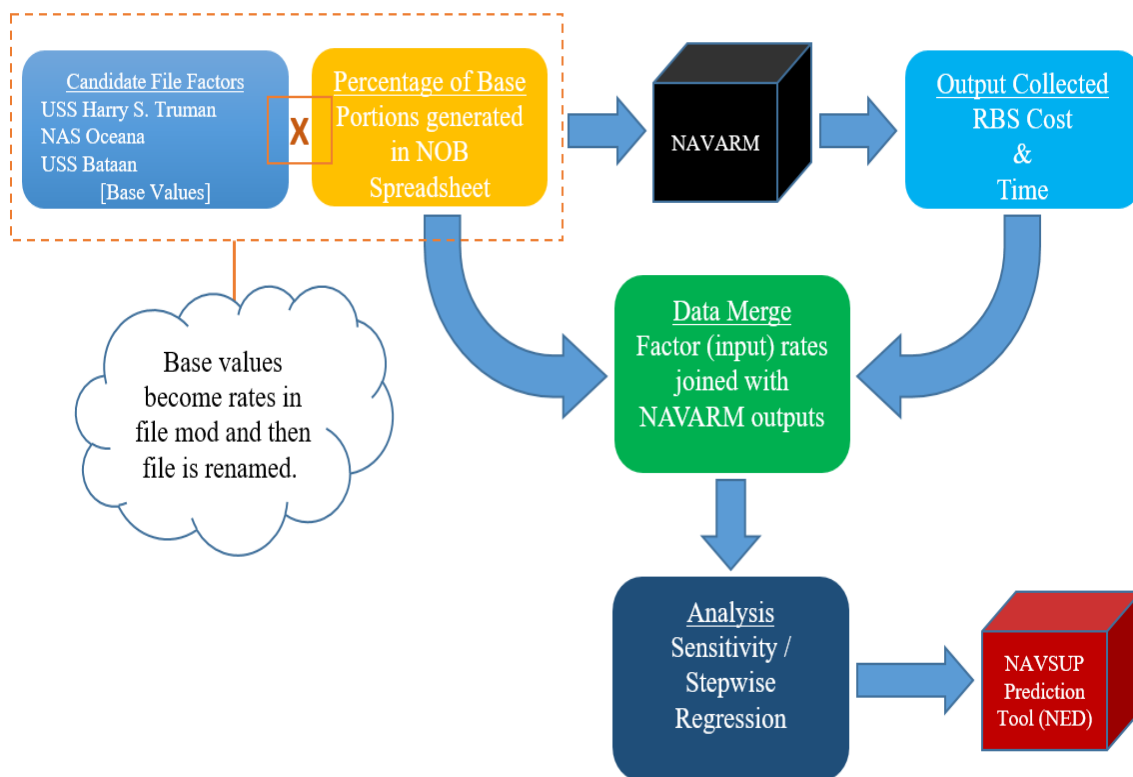 Candidate File Factors
USS Harry S. Truman
NAS Oceana
USS Bataan
[Base Values]
X
Percentage of Base
Portions generated
in NOB
Spreadsheet
NAVARM
Output Collected
RBS Cost
&
Time
Base values
become rates in
file mod and then
file is renamed.
Data Merge
Factor (input) rates
joined with
NAVARM outputs
Analysis
Sensitivity /
Stepwise
Regression
NAVSUP
Prediction
Tool (NED)